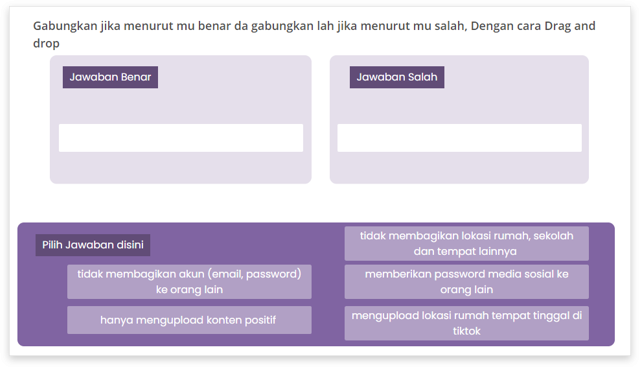 Gabungkan jika menurut mu benar da gabungkan lah jika menurut mu salah, Dengan cara Drag and
drop
Jawaban Benar
Jawaban Salah
Pilih Jawaban disini
tidak membagikan lokasi rumah, sekolah
dan tempat lainnya
tidak membagikan akun (email, password)
ke orang lain
memberikan password media sosial ke
orang lain
hanya mengupload konten positif
mengupload lokasi rumah tempat tinggal di
tiktok